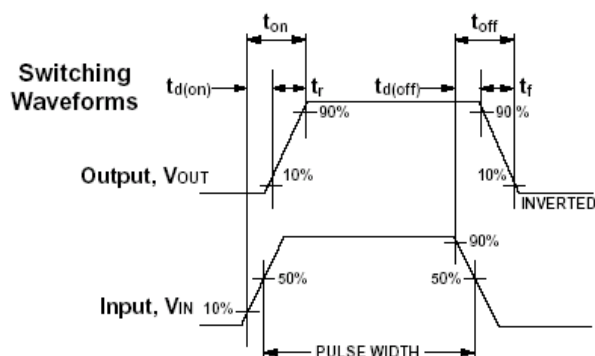 ton
toff
Switching
Waveforms
td(on)
tr
td(off)
tf
90%
90%
Output, VOUT
10%
10%
INVERTED
90%
50%
50%
Input, VIN
10%
PULSE WIDTH